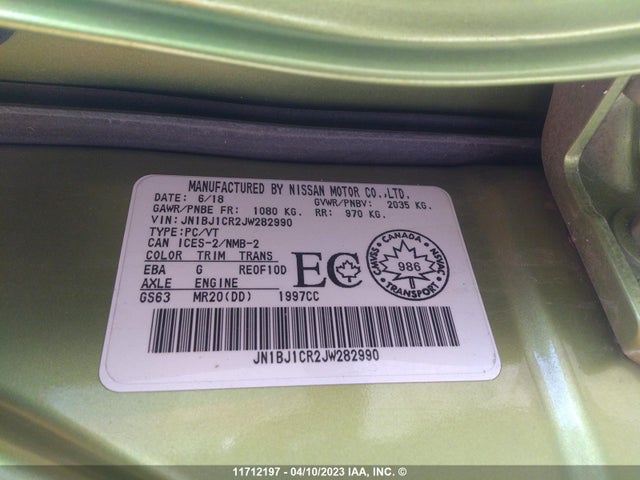 MANUFACTURED BY NISSAN MOTOR CO.,LTD.
DATE: 6/18 GVWR/PNBV: 2035 KG.
GAWR/PNBE FR: 1080 KG. RR: 970 KG.
VIN: JN1BJ1CR2JW282990
TYPE: PC/VT
CAN ICES-2/NMB-2
COLOR TRIM TRANS
EBA G RE0F10D
AXLE ENGINE
GS63 MR20(DD) 1997CC
EC
CANADA
CMVSS 986 NSVAC
TRANSPORT
JN1BJ1CR2JW282990
11712197 - 04/10/2023 IAA, Inc. ©